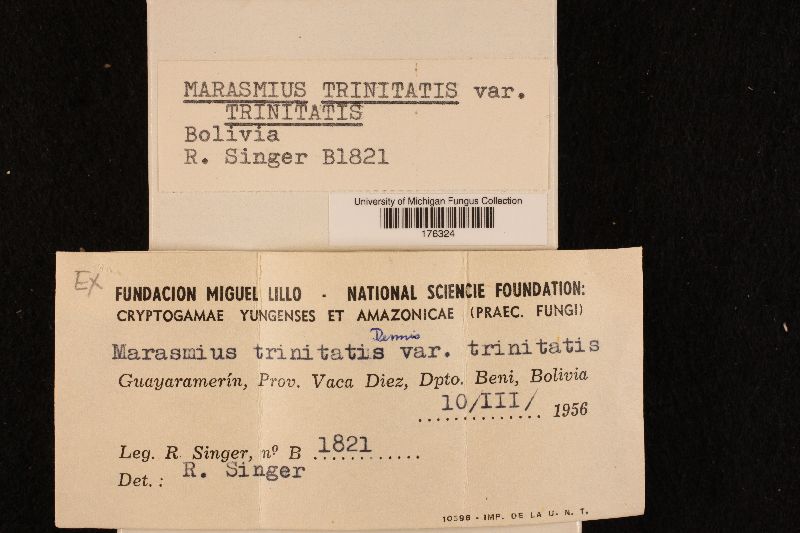 MARASMIUS TRINITATIS var.
TRINITATIS
Bolivia
R. Singer B1821
University of Michigan Fungus Collection
176324
Ex
FUNDACION MIGUEL LILLO - NATIONAL SCIENCIE FOUNDATION:
CRYPTOGAMAE YUNGENSES ET AMAZONICAE (PRAEC. FUNGI)
Dennis
Marasmius trinitatis var. trinitatis
Guayaramerín, Prov. Vaca Diez, Dpto. Beni, Bolivia
10/III/ 1956
Leg. R. Singer, nº B 1821
Det.: R. Singer
10596 - IMP. DE LA U. N. T.